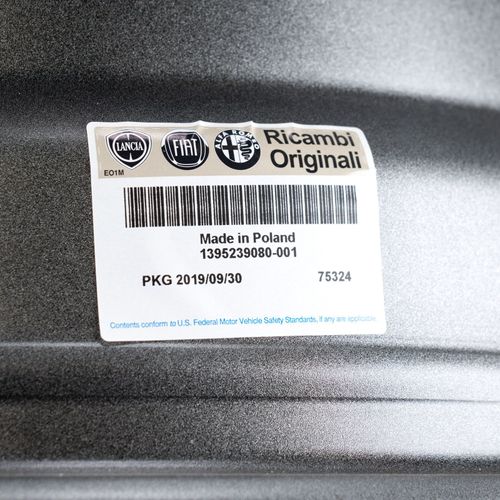 LANCIA
FIAT
ALFA ROMEO
Ricambi
Originali
EO1M
Made in Poland
1395239080-001
PKG 2019/09/30 75324
Contents conform to U.S. Federal Motor Vehicle Safety Standards, if any are applicable